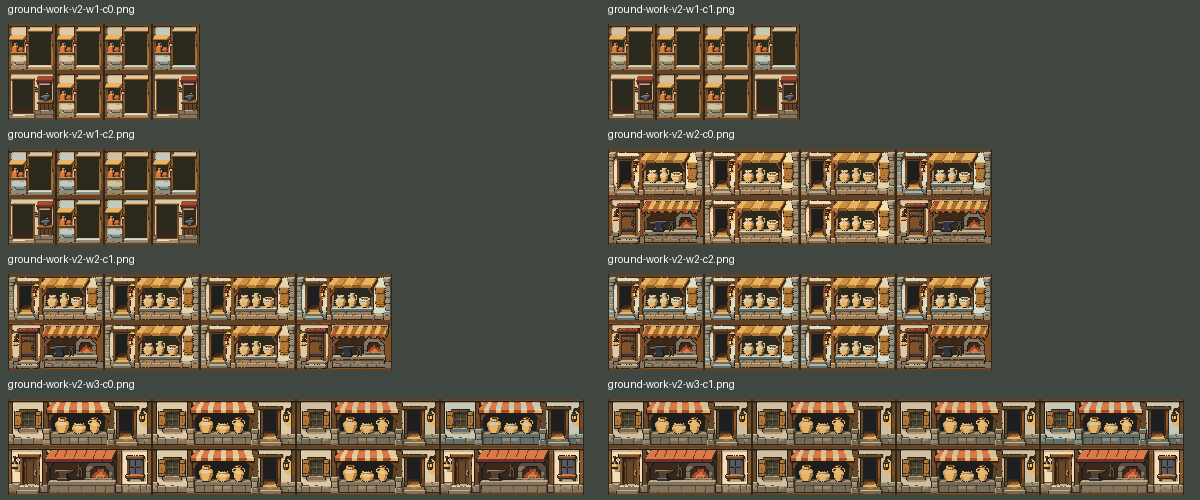 ground-work-v2-w1-c0.png
ground-work-v2-w1-c1.png
ground-work-v2-w1-c2.png
ground-work-v2-w2-c0.png
ground-work-v2-w2-c1.png
ground-work-v2-w2-c2.png
ground-work-v2-w3-c0.png
ground-work-v2-w3-c1.png